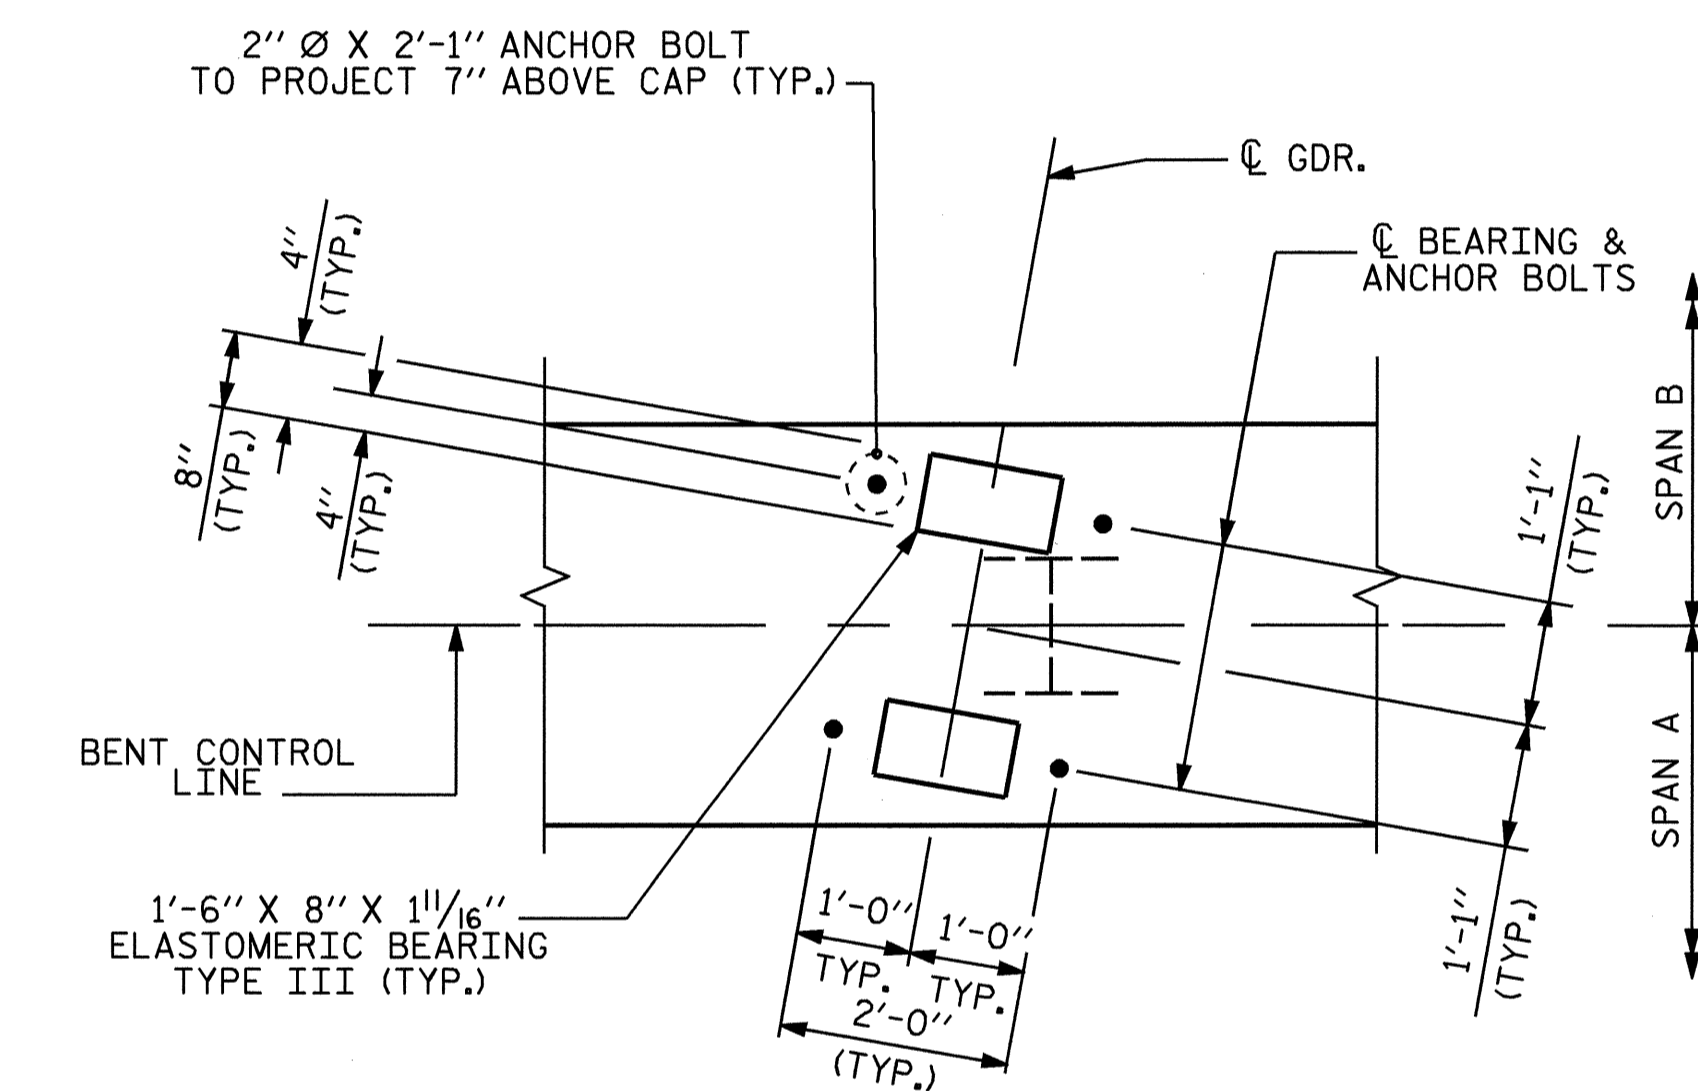 2" Ø X 2'-1" ANCHOR BOLT
TO PROJECT 7" ABOVE CAP (TYP.)
℄ GDR.
℄ BEARING &
ANCHOR BOLTS
4"
(TYP.)
8"
(TYP.)
4"
(TYP.)
SPAN B
1'-1"
(TYP.)
BENT CONTROL
LINE
SPAN A
1'-1"
(TYP.)
1'-6" X 8" X 1 11/16"
ELASTOMERIC BEARING
TYPE III (TYP.)
1'-0"
TYP.
1'-0"
TYP.
2'-0"
(TYP.)